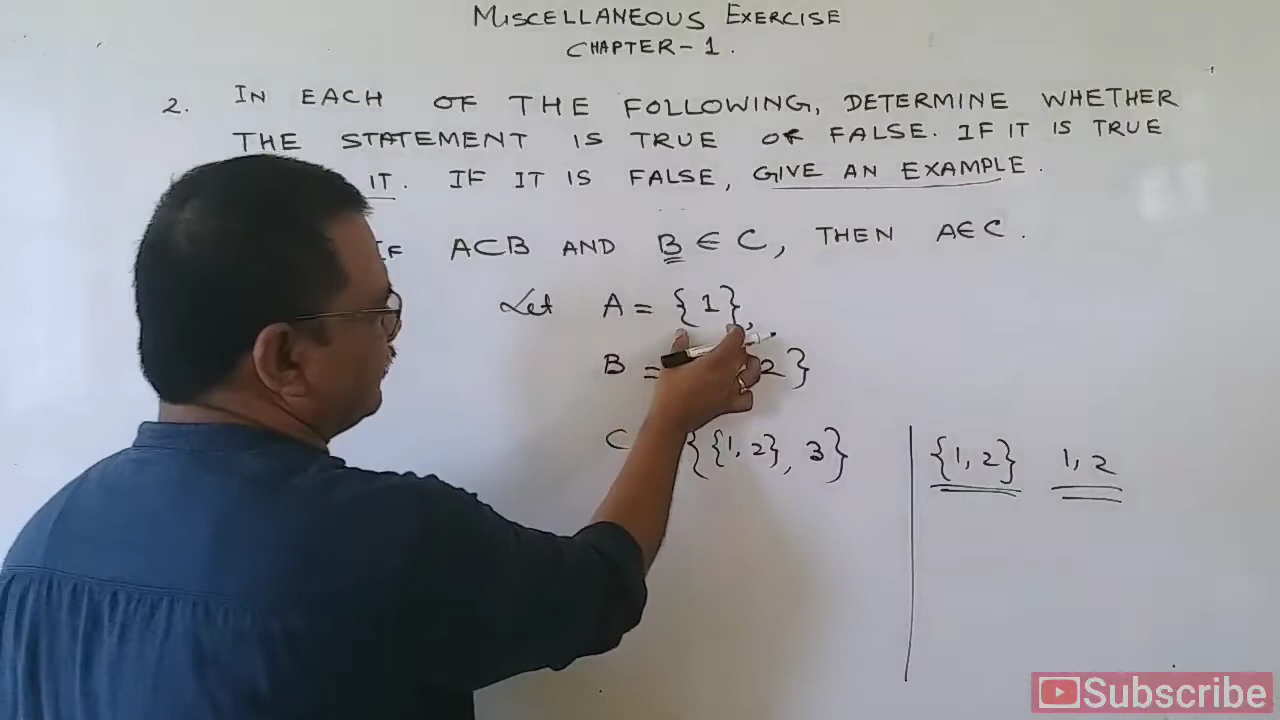 MISCELLANEOUS EXERCISE
CHAPTER-1.
2. IN EACH OF THE FOLLOWING, DETERMINE WHETHER
THE STATEMENT IS TRUE OR FALSE. IF IT IS TRUE
IT. IF IT IS FALSE, GIVE AN EXAMPLE.
IF A⊂B AND B ∈ C, THEN A∈C.
Let A = {1},
B = 2}
C {{1, 2}, 3}
{1, 2} 1, 2
Subscribe